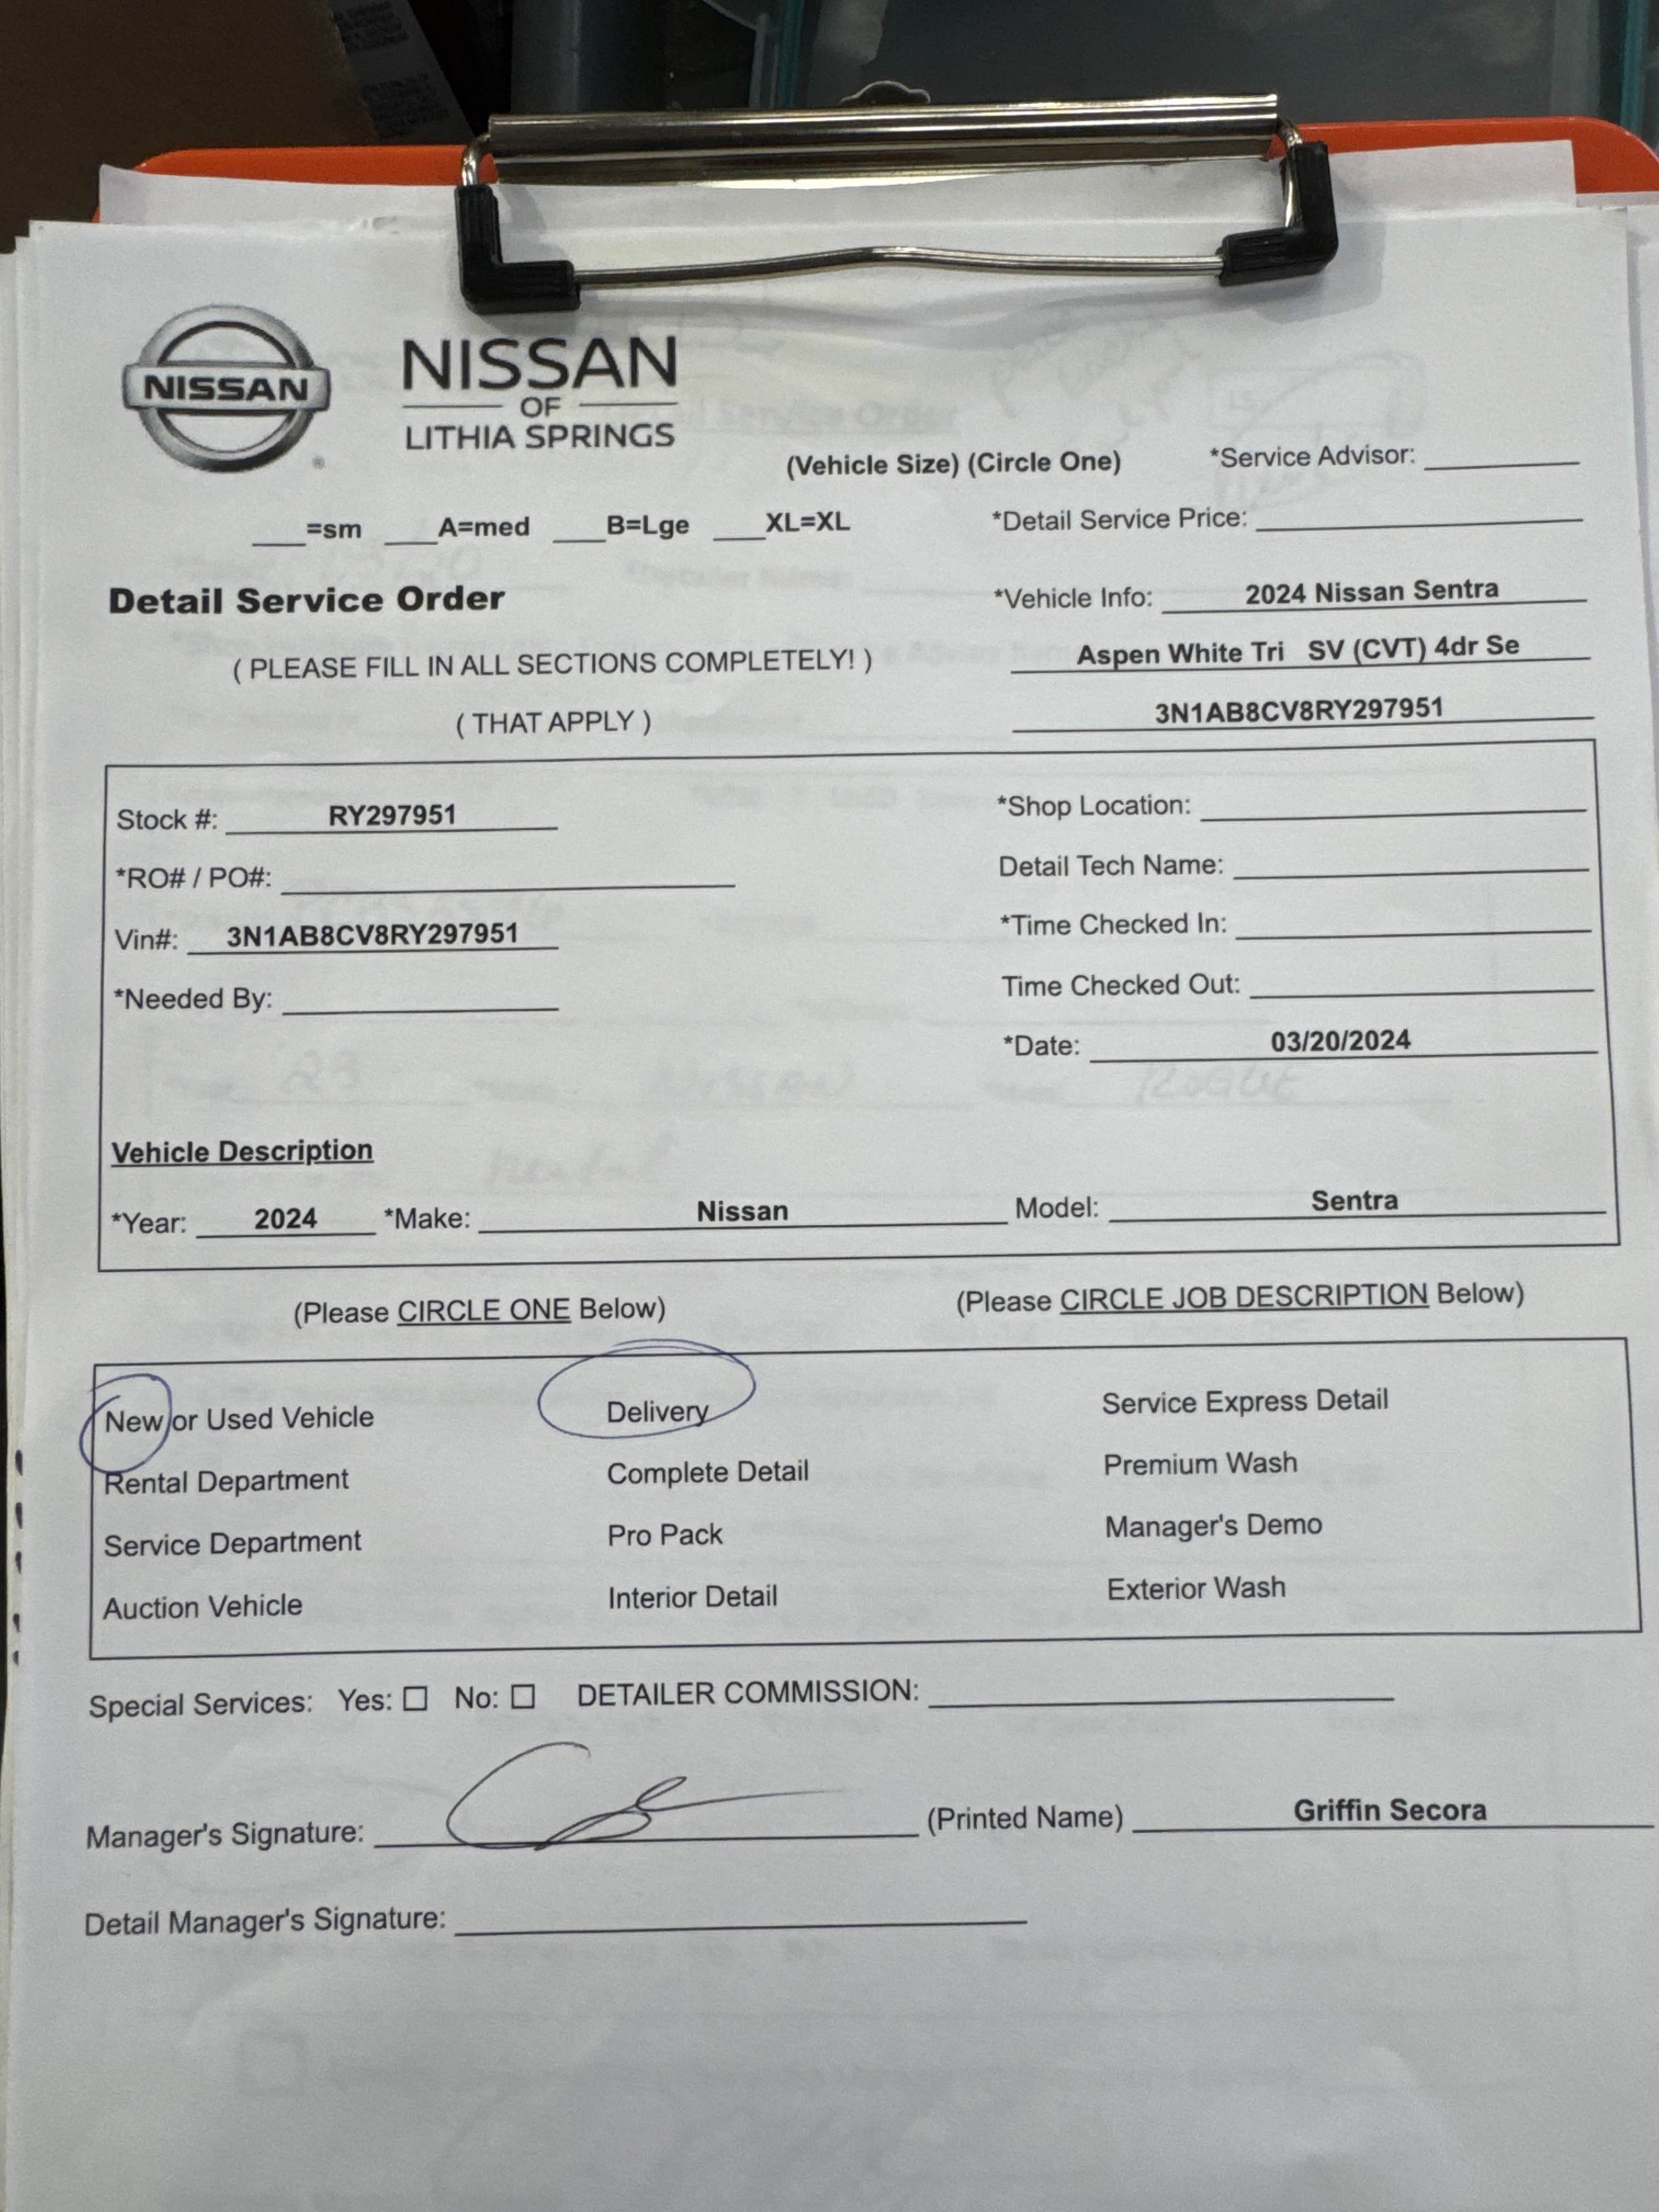 NISSAN
NISSAN
OF
LITHIA SPRINGS
(Vehicle Size) (Circle One) *Service Advisor:
=sm A=med B=Lge XL=XL *Detail Service Price:
Detail Service Order *Vehicle Info: 2024 Nissan Sentra
( PLEASE FILL IN ALL SECTIONS COMPLETELY! ) Aspen White Tri SV (CVT) 4dr Se
( THAT APPLY ) 3N1AB8CV8RY297951
Stock #: RY297951 *Shop Location:
*RO# / PO#: Detail Tech Name:
Vin#: 3N1AB8CV8RY297951 *Time Checked In:
*Needed By: Time Checked Out:
*Date: 03/20/2024
Vehicle Description
*Year: 2024 *Make: Nissan Model: Sentra
(Please CIRCLE ONE Below) (Please CIRCLE JOB DESCRIPTION Below)
New or Used Vehicle Delivery Service Express Detail
Rental Department Complete Detail Premium Wash
Service Department Pro Pack Manager's Demo
Auction Vehicle Interior Detail Exterior Wash
Special Services: Yes: ☐ No: ☐ DETAILER COMMISSION:
Manager's Signature: (Printed Name) Griffin Secora
Detail Manager's Signature: